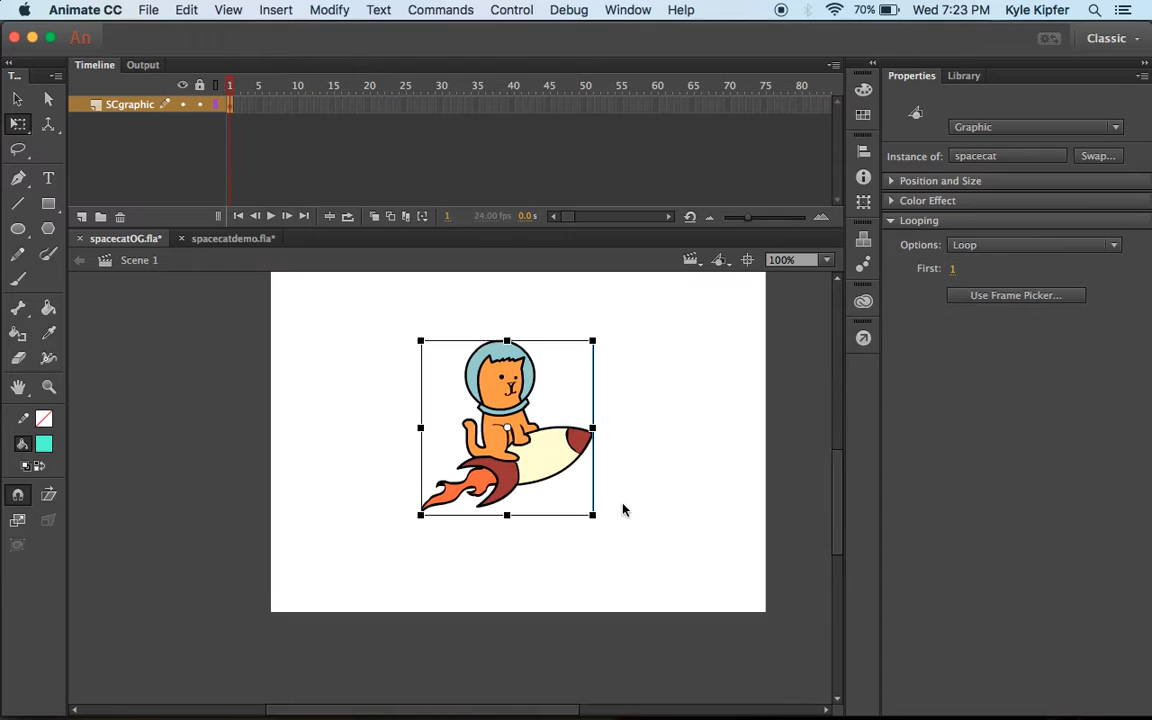 Animate CC File Edit View Insert Modify Text Commands Control Debug Window Help 70% Wed 7:23 PM Kyle Kipfer
An Classic
T... Timeline Output Properties Library
1 5 10 15 20 25 30 35 40 45 50 55 60 65 70 75 80
SCgraphic
Graphic
Instance of: spacecat Swap...
Position and Size
Color Effect
1 24.00 fps 0.0 s
Looping
spacecatOG.fla* spacecatdemo.fla*
Options: Loop
Scene 1 100%
First: 1
Use Frame Picker...